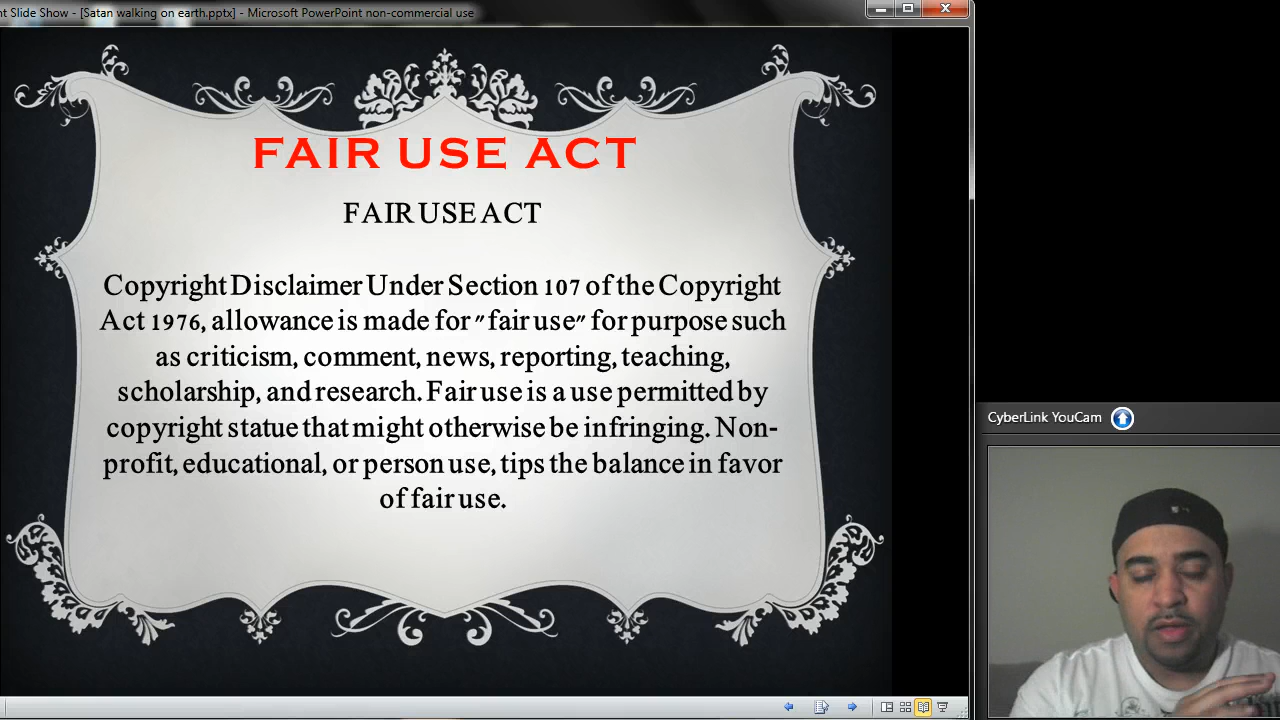 nt Slide Show - [Satan walking on earth.pptx] - Microsoft PowerPoint non-commercial use
FAIR USE ACT
FAIR USE ACT
Copyright Disclaimer Under Section 107 of the Copyright
Act 1976, allowance is made for "fair use" for purpose such
as criticism, comment, news, reporting, teaching,
scholarship, and research. Fair use is a use permitted by
copyright statue that might otherwise be infringing. Non-
profit, educational, or person use, tips the balance in favor
of fair use.
CyberLink YouCam